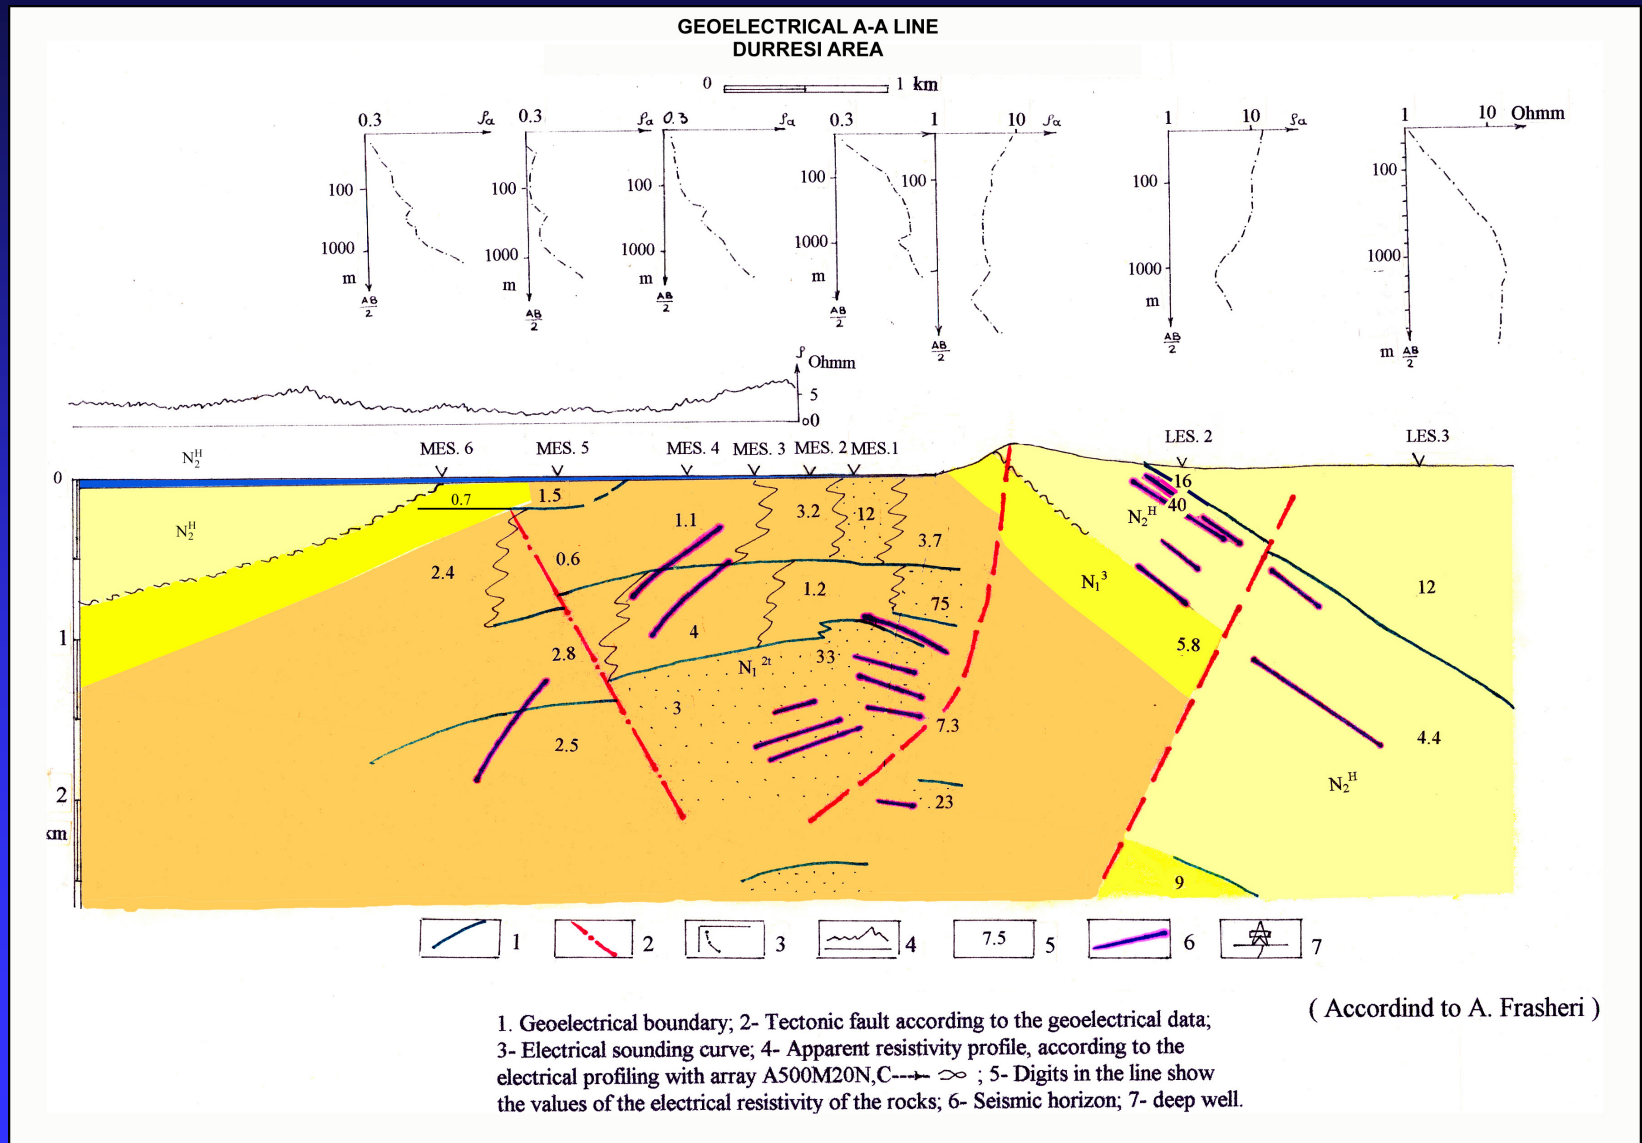 GEOELECTRICAL A-A LINE
DURRESI AREA
0 1 km
0.3 ρa 0.3 ρa 0.3 ρa 0.3 1 10 ρa 1 10 ρa 1 10 Ohmm
100 100 100 100 100 100 100
1000 1000 1000 1000 1000 1000
m m m m m m
AB/2 AB/2 AB/2 AB/2 AB/2 AB/2 AB/2
ρ Ohmm
5
0
N₂ᴴ MES. 6 MES. 5 MES. 4 MES. 3 MES. 2 MES.1 LES. 2 LES.3
0
0.7 1.5 16
1.1 3.2 12 40
N₂ᴴ N₂ᴴ
3.7
2.4 0.6 N₁³
1.2 75 12
1 4
2.8 N₁²ᵗ 33 5.8
3
2.5 7.3 4.4
N₂ᴴ
2 23
km
9
1 2 3 4 7.5 5 6 7
( Accordind to A. Frasheri )
1. Geoelectrical boundary; 2- Tectonic fault according to the geoelectrical data;
3- Electrical sounding curve; 4- Apparent resistivity profile, according to the
electrical profiling with array A500M20N,C---➛ ∞ ; 5- Digits in the line show
the values of the electrical resistivity of the rocks; 6- Seismic horizon; 7- deep well.